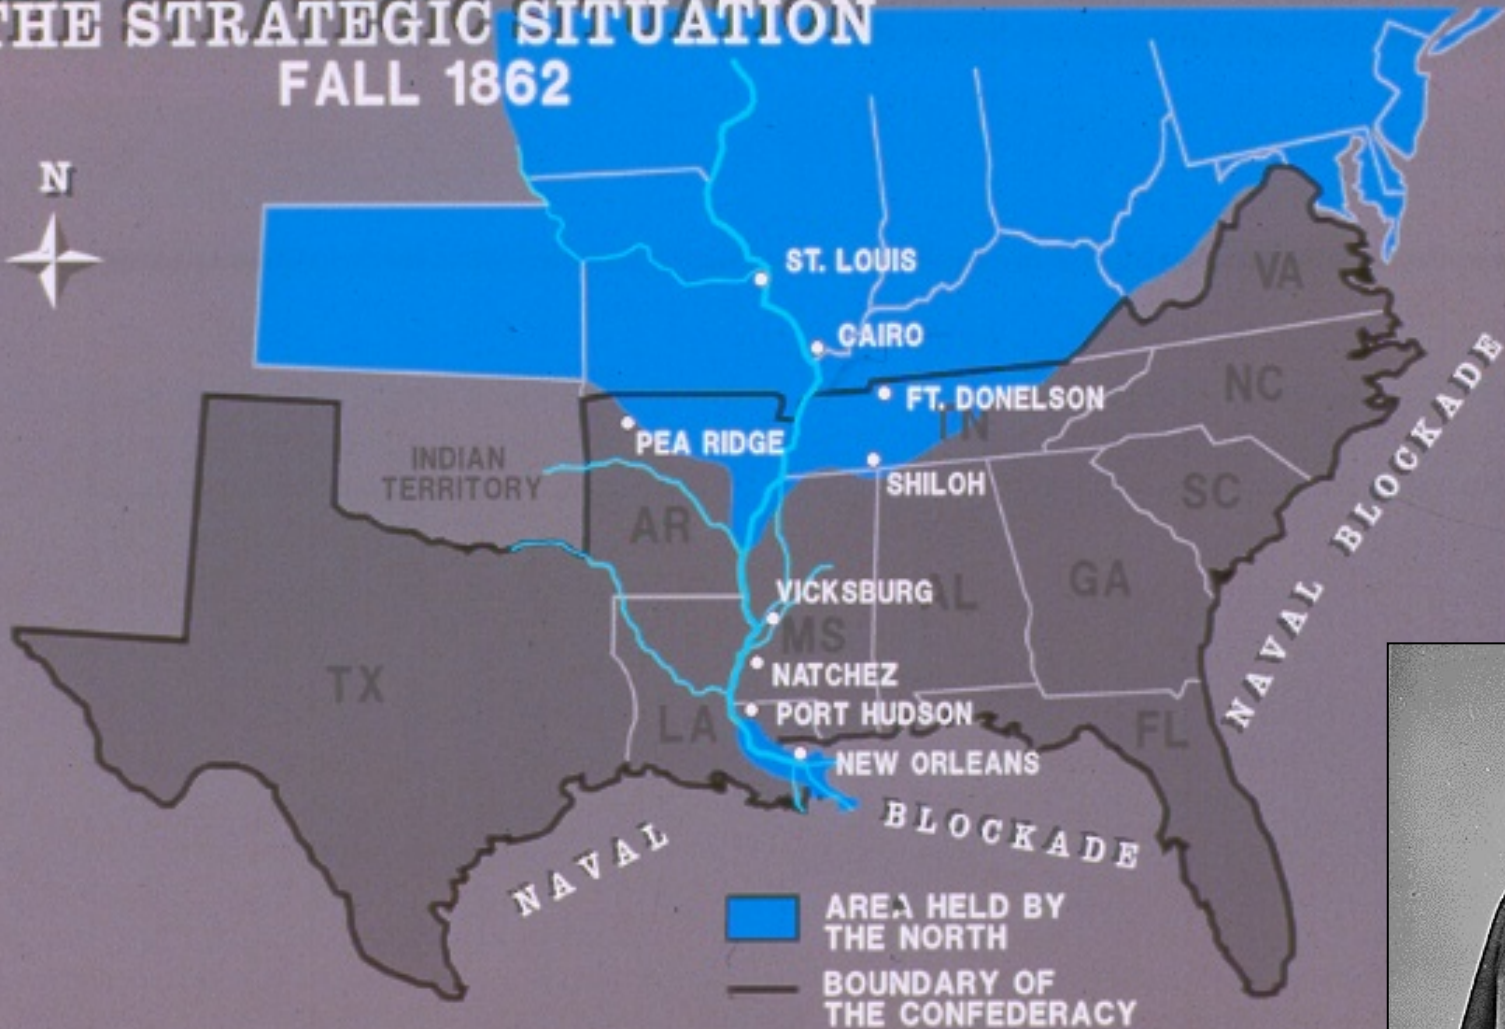 THE STRATEGIC SITUATION
FALL 1862
N
ST. LOUIS
CAIRO
VA
NC
FT. DONELSON
TN
PEA RIDGE
INDIAN
TERRITORY
SHILOH
SC
AR
VICKSBURG
AL
GA
MS
NATCHEZ
TX
LA
PORT HUDSON
FL
NEW ORLEANS
NAVAL BLOCKADE
NAVAL BLOCKADE
AREA HELD BY
THE NORTH
BOUNDARY OF
THE CONFEDERACY